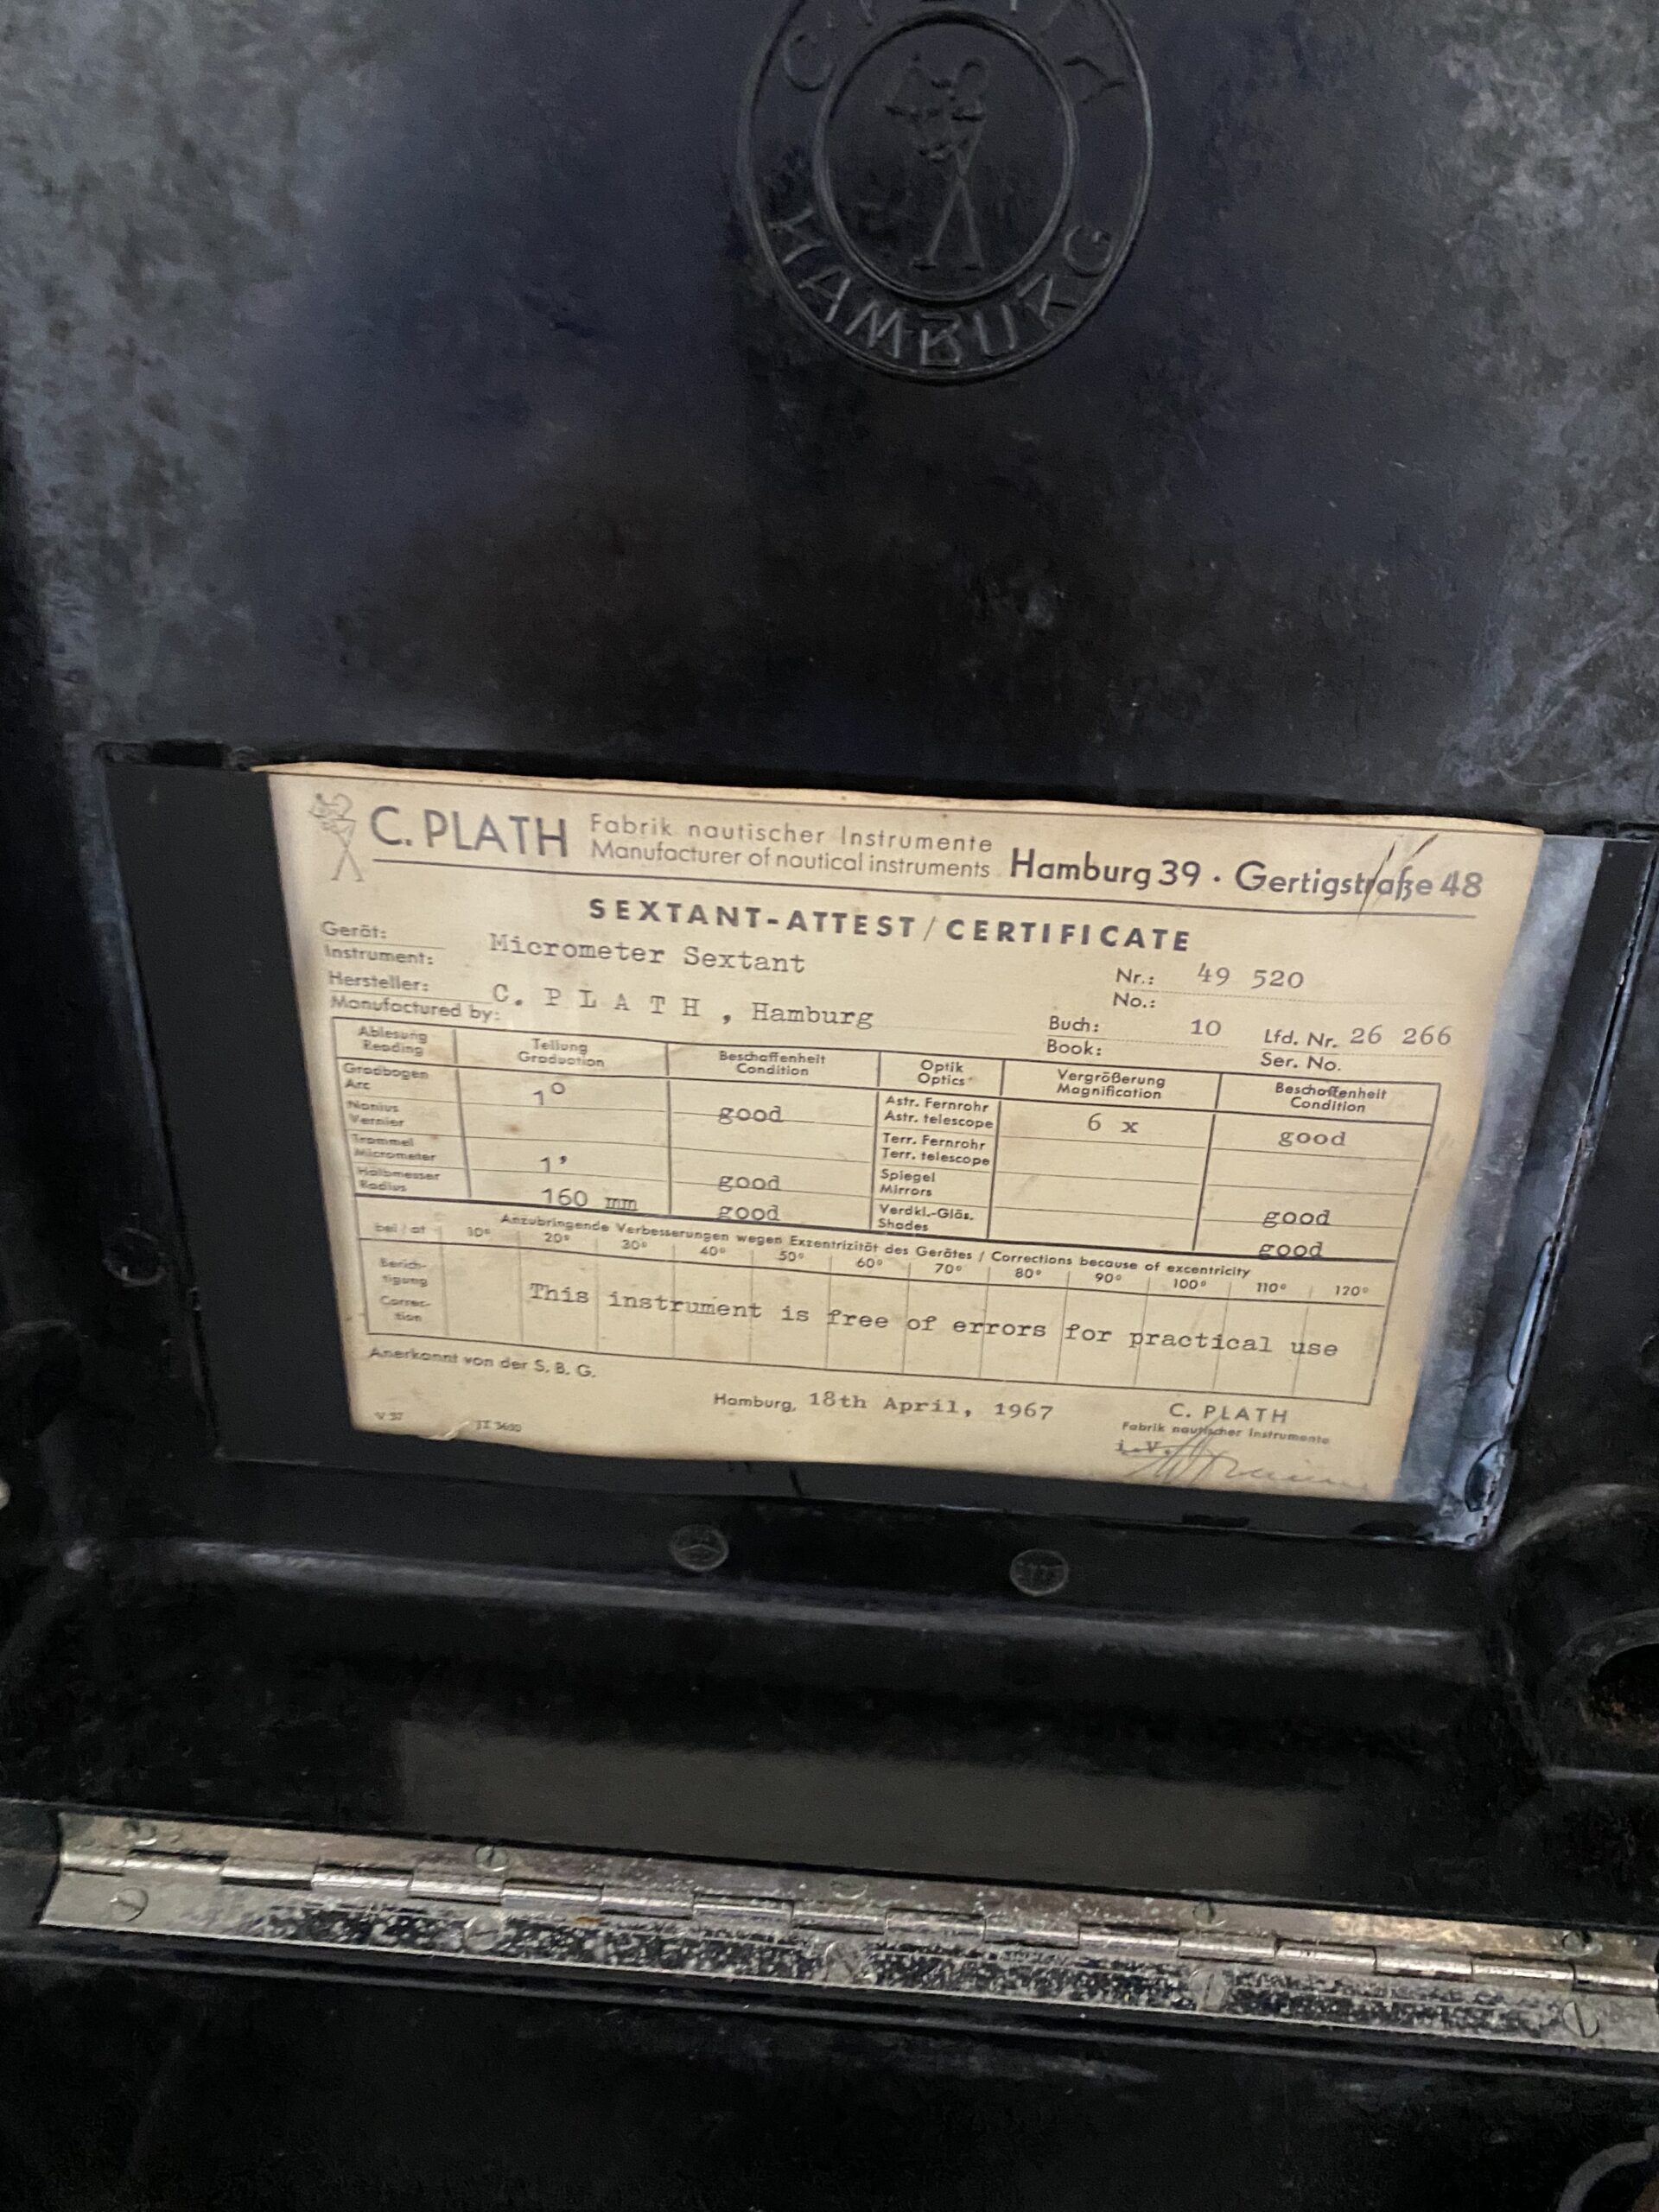 C. PLATH
HAMBURG
C. PLATH Fabrik nautischer Instrumente
Manufacturer of nautical instruments Hamburg 39 · Gertigstraße 48
SEXTANT-ATTEST/CERTIFICATE
Gerät:
Instrument: Micrometer Sextant
Nr.: 49 520
No.:
Hersteller:
Manufactured by: C. PLATH, Hamburg
Buch: 10 Lfd. Nr. 26 266
Book: Ser. No.
Ablesung Teilung Beschaffenheit Optik Vergrößerung Beschaffenheit
Reading Graduation Condition Optics Magnification Condition
Gradbogen Astr. Fernrohr
Arc 1° good Astr. telescope 6 x good
Nonius Terr. Fernrohr
Vernier Terr. telescope
Trommel Spiegel
Micrometer 1' good Mirrors good
Halbmesser Verdkl.-Gläs.
Radius 160 mm good Shades good
Anzubringende Verbesserungen wegen Exzentrizität des Gerätes / Corrections because of excentricity
bei / at 10° 20° 30° 40° 50° 60° 70° 80° 90° 100° 110° 120°
Berich-
tigung
Correc-
tion
This instrument is free of errors for practical use
Anerkannt von der S. B. G.
Hamburg, 18th April, 1967
C. PLATH
Fabrik nautischer Instrumente
i.V.